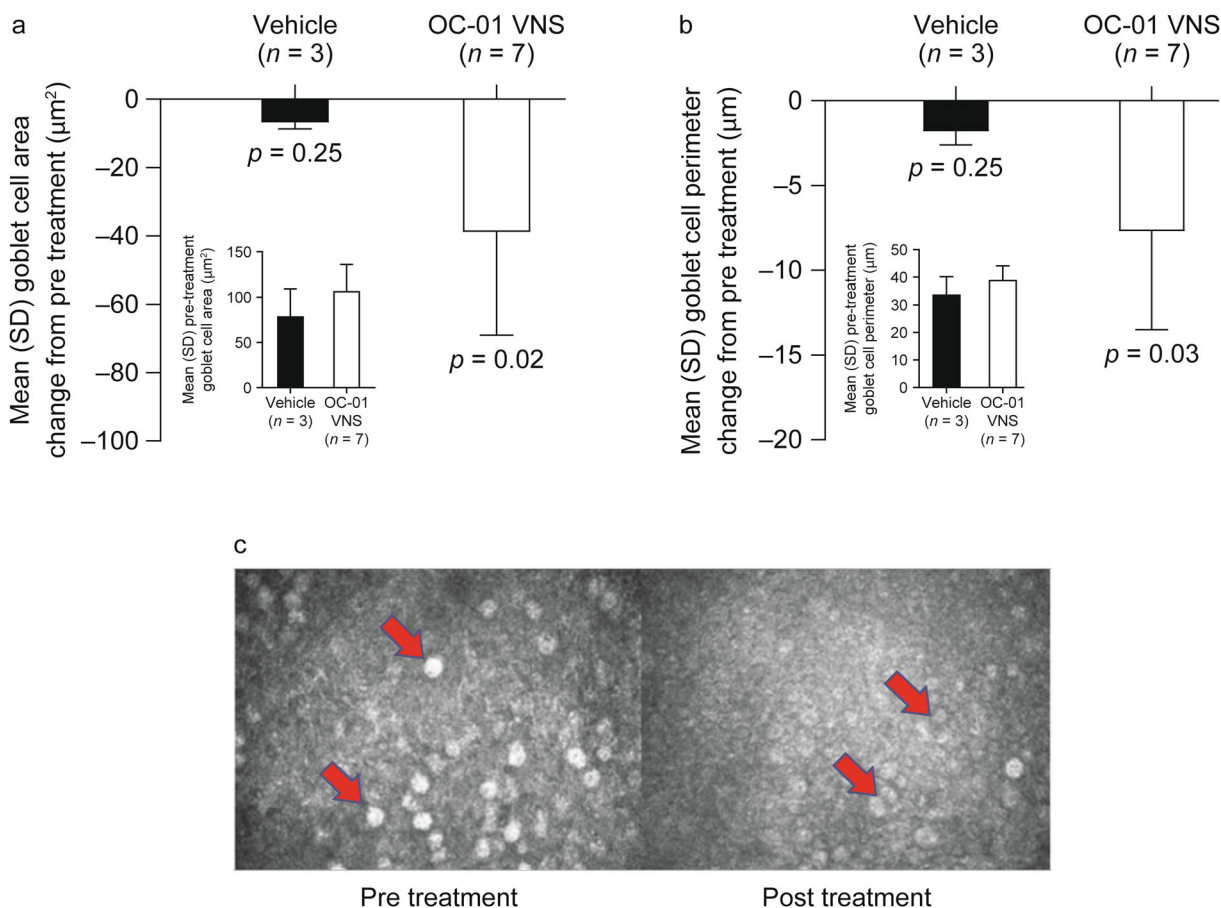 a
Vehicle
(n = 3)
OC-01 VNS
(n = 7)
Mean (SD) goblet cell area
change from pre treatment (µm²)
0
–20
–40
–60
–80
–100
p = 0.25
p = 0.02
Mean (SD) pre-treatment
goblet cell area (µm²)
150
100
50
0
Vehicle
(n = 3)
OC-01
VNS
(n = 7)
b
Vehicle
(n = 3)
OC-01 VNS
(n = 7)
Mean (SD) goblet cell perimeter
change from pre treatment (µm)
0
–5
–10
–15
–20
p = 0.25
p = 0.03
Mean (SD) pre-treatment
goblet cell perimeter (µm)
50
40
30
20
10
0
Vehicle
(n = 3)
OC-01
VNS
(n = 7)
c
Pre treatment
Post treatment